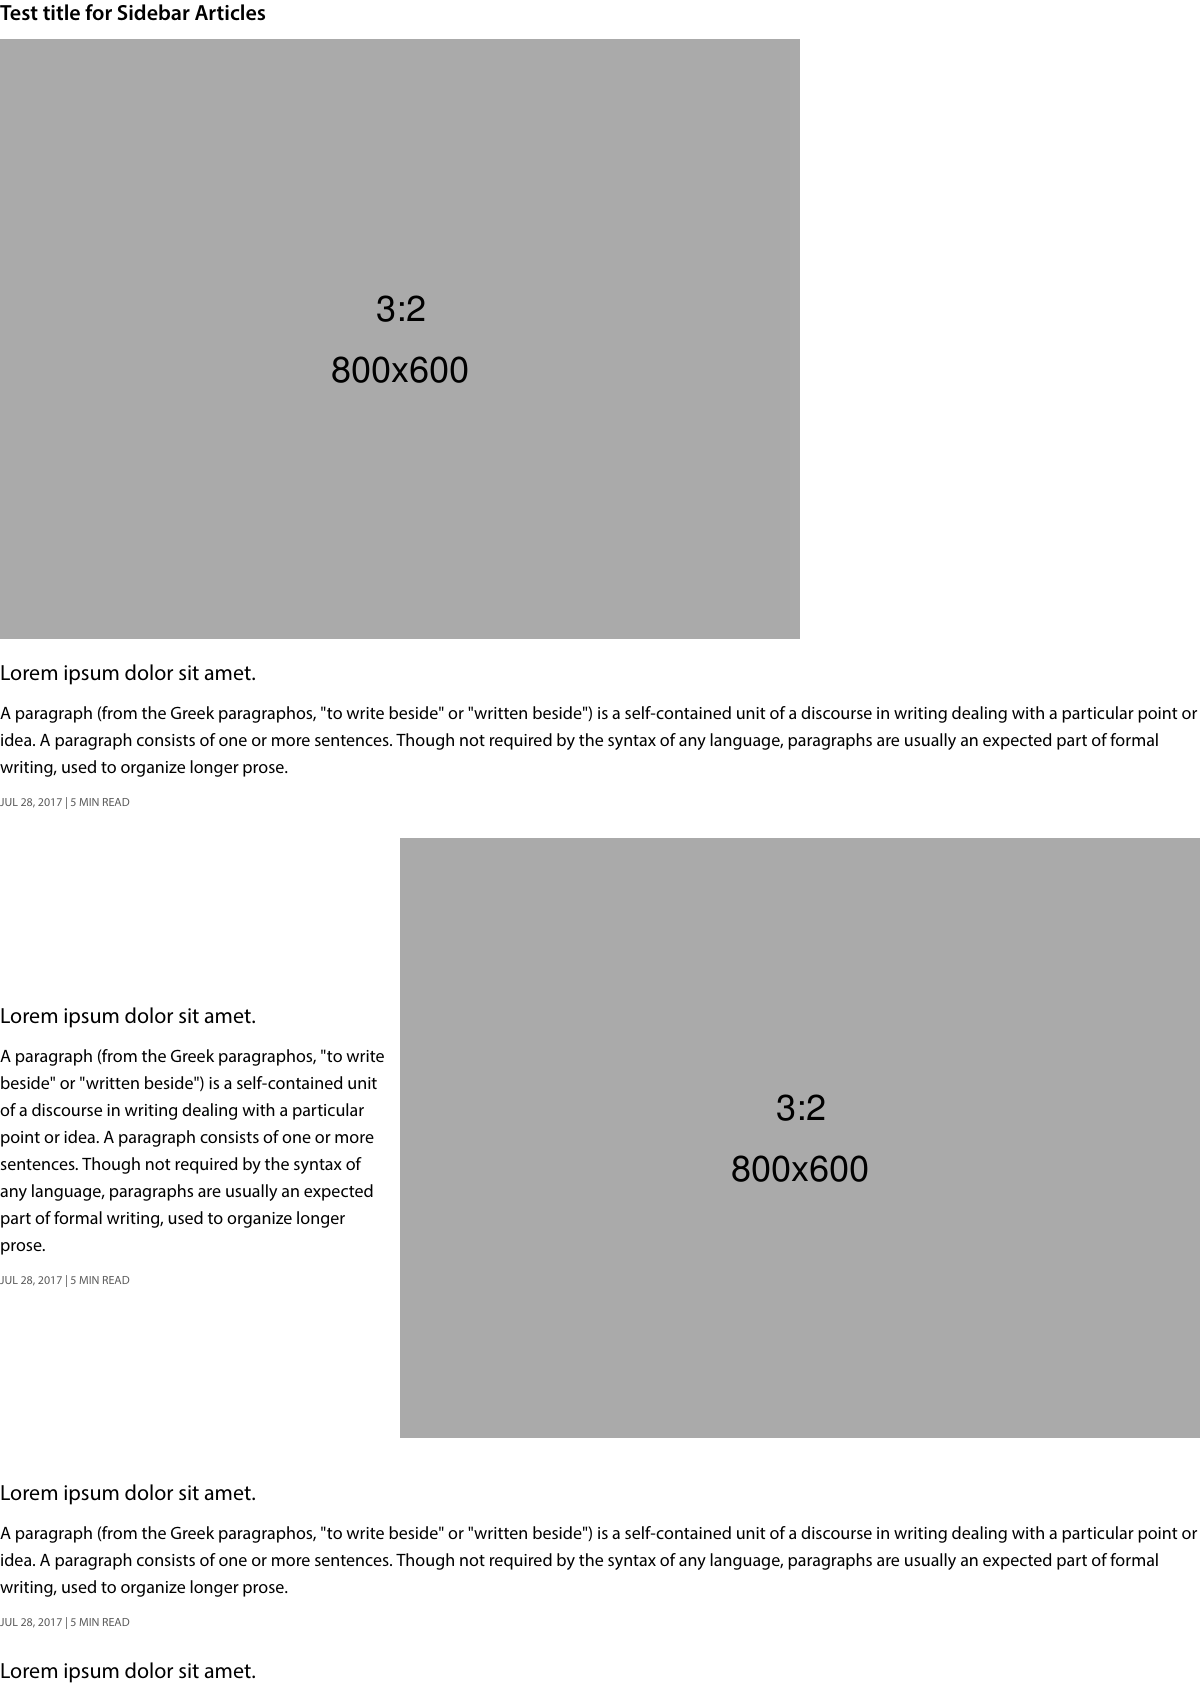 Test title for Sidebar Articles
3:2
800x600
Lorem ipsum dolor sit amet.
A paragraph (from the Greek paragraphos, "to write beside" or "written beside") is a self-contained unit of a discourse in writing dealing with a particular point or
idea. A paragraph consists of one or more sentences. Though not required by the syntax of any language, paragraphs are usually an expected part of formal
writing, used to organize longer prose.
JUL 28, 2017 | 5 MIN READ
Lorem ipsum dolor sit amet.
A paragraph (from the Greek paragraphos, "to write
beside" or "written beside") is a self-contained unit
of a discourse in writing dealing with a particular
point or idea. A paragraph consists of one or more
sentences. Though not required by the syntax of
any language, paragraphs are usually an expected
part of formal writing, used to organize longer
prose.
JUL 28, 2017 | 5 MIN READ
3:2
800x600
Lorem ipsum dolor sit amet.
A paragraph (from the Greek paragraphos, "to write beside" or "written beside") is a self-contained unit of a discourse in writing dealing with a particular point or
idea. A paragraph consists of one or more sentences. Though not required by the syntax of any language, paragraphs are usually an expected part of formal
writing, used to organize longer prose.
JUL 28, 2017 | 5 MIN READ
Lorem ipsum dolor sit amet.